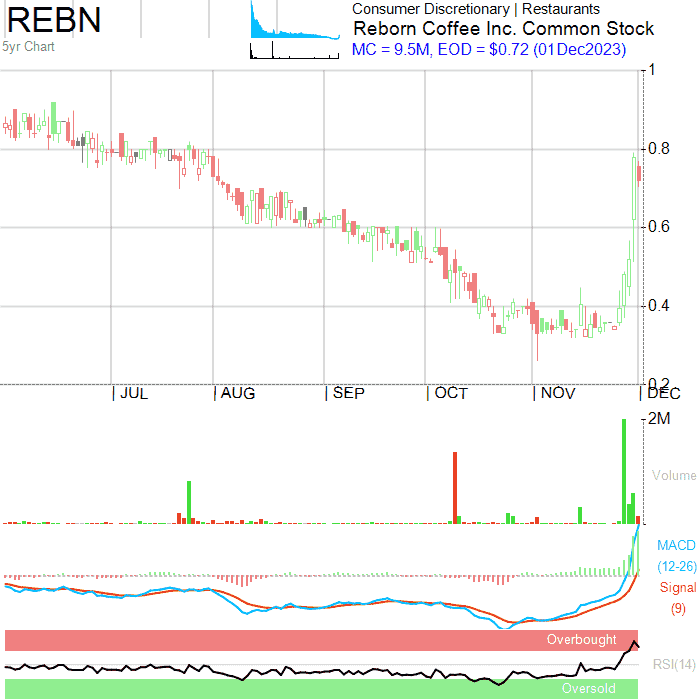 REBN
5yr Chart
Consumer Discretionary | Restaurants
Reborn Coffee Inc. Common Stock
MC = 9.5M, EOD = $0.72 (01Dec2023)
1
0.8
0.6
0.4
0.2
JUL AUG SEP OCT NOV DEC
2M
Volume
MACD
(12-26)
Signal
(9)
Overbought
RSI(14)
Oversold